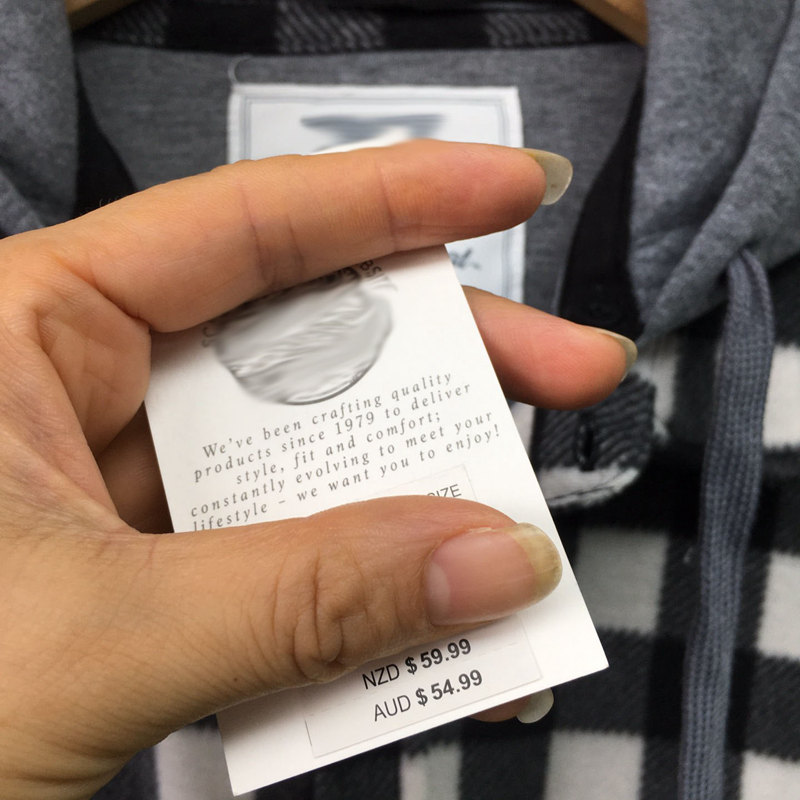 We've been crafting quality
products since 1979 to deliver
style, fit and comfort;
constantly evolving to meet your
lifestyle - we want you to enjoy!
SIZE
NZD $59.99
AUD $54.99